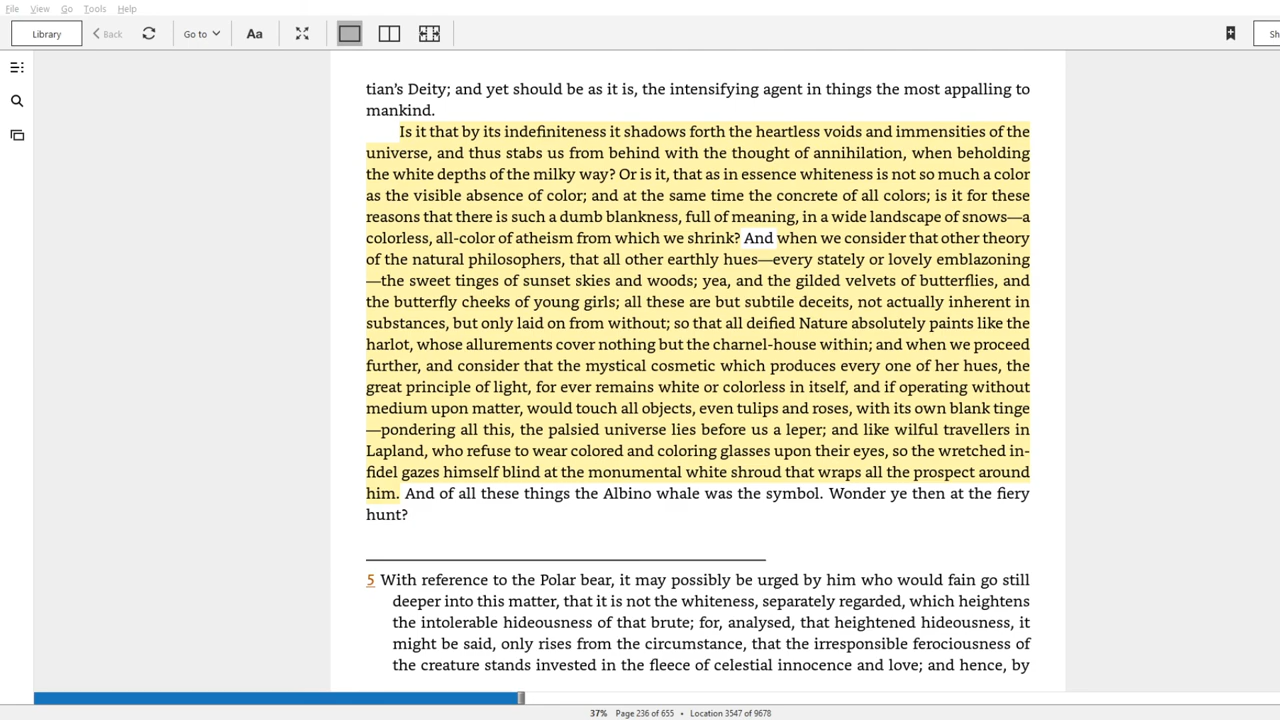 File View Go Tools Help
Library Back Go to Aa Sh
tian’s Deity; and yet should be as it is, the intensifying agent in things the most appalling to
mankind.
Is it that by its indefiniteness it shadows forth the heartless voids and immensities of the
universe, and thus stabs us from behind with the thought of annihilation, when beholding
the white depths of the milky way? Or is it, that as in essence whiteness is not so much a color
as the visible absence of color; and at the same time the concrete of all colors; is it for these
reasons that there is such a dumb blankness, full of meaning, in a wide landscape of snows—a
colorless, all-color of atheism from which we shrink? And when we consider that other theory
of the natural philosophers, that all other earthly hues—every stately or lovely emblazoning
—the sweet tinges of sunset skies and woods; yea, and the gilded velvets of butterflies, and
the butterfly cheeks of young girls; all these are but subtile deceits, not actually inherent in
substances, but only laid on from without; so that all deified Nature absolutely paints like the
harlot, whose allurements cover nothing but the charnel-house within; and when we proceed
further, and consider that the mystical cosmetic which produces every one of her hues, the
great principle of light, for ever remains white or colorless in itself, and if operating without
medium upon matter, would touch all objects, even tulips and roses, with its own blank tinge
—pondering all this, the palsied universe lies before us a leper; and like wilful travellers in
Lapland, who refuse to wear colored and coloring glasses upon their eyes, so the wretched in-
fidel gazes himself blind at the monumental white shroud that wraps all the prospect around
him. And of all these things the Albino whale was the symbol. Wonder ye then at the fiery
hunt?
5 With reference to the Polar bear, it may possibly be urged by him who would fain go still
deeper into this matter, that it is not the whiteness, separately regarded, which heightens
the intolerable hideousness of that brute; for, analysed, that heightened hideousness, it
might be said, only rises from the circumstance, that the irresponsible ferociousness of
the creature stands invested in the fleece of celestial innocence and love; and hence, by
37% Page 236 of 655 • Location 3547 of 9678